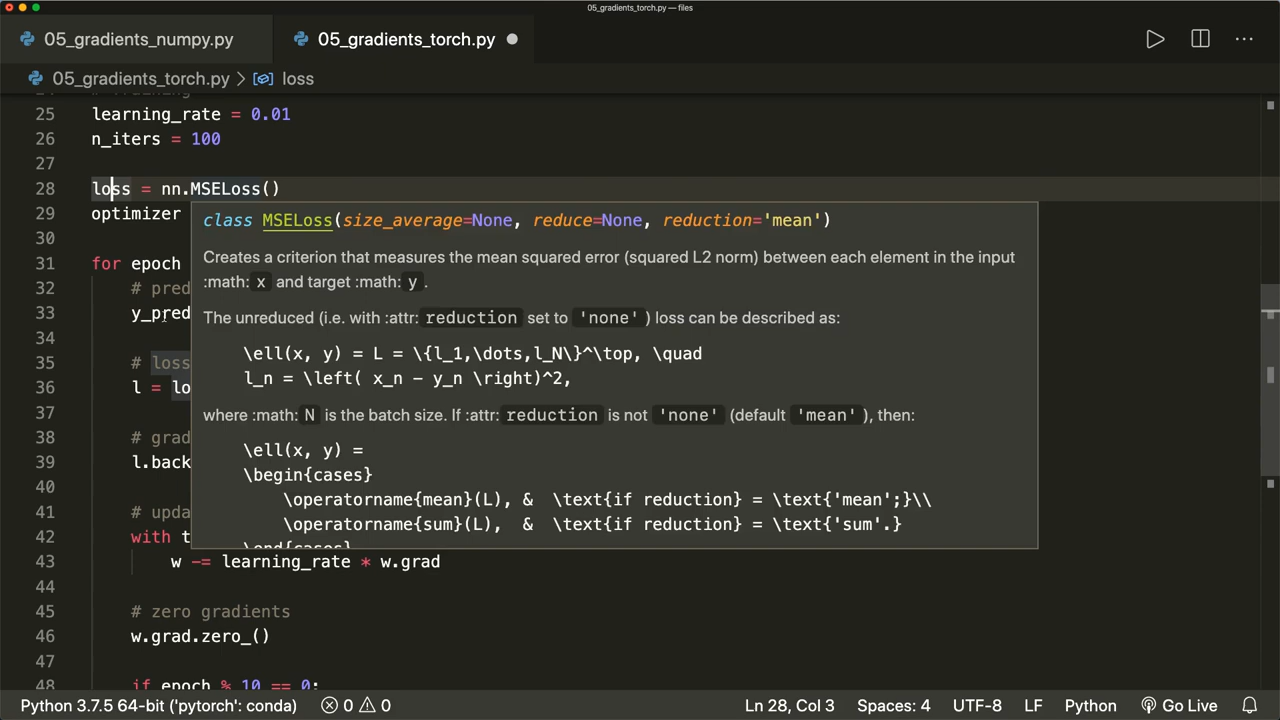 05_gradients_torch.py — files
05_gradients_numpy.py
05_gradients_torch.py
05_gradients_torch.py > loss
25 learning_rate = 0.01
26 n_iters = 100
27
28 loss = nn.MSELoss()
29 optimizer
class MSELoss(size_average=None, reduce=None, reduction='mean')
30
Creates a criterion that measures the mean squared error (squared L2 norm) between each element in the input
31 for epoch
:math: x and target :math: y .
32 # pred
33 y_pred
The unreduced (i.e. with :attr: reduction set to 'none' ) loss can be described as:
34
\ell(x, y) = L = \{l_1,\dots,l_N\}^\top, \quad
35 # loss
l_n = \left( x_n - y_n \right)^2,
36 l = lo
37
where :math: N is the batch size. If :attr: reduction is not 'none' (default 'mean' ), then:
38 # grad
\ell(x, y) =
39 l.back
\begin{cases}
40
\operatorname{mean}(L), & \text{if reduction} = \text{'mean';}\\
41 # upda
\operatorname{sum}(L), & \text{if reduction} = \text{'sum'.}
42 with t
\end{cases}
43 w -= learning_rate * w.grad
44
45 # zero gradients
46 w.grad.zero_()
47
48 if epoch % 10 == 0:
Python 3.7.5 64-bit ('pytorch': conda) 0 0 Ln 28, Col 3 Spaces: 4 UTF-8 LF Python Go Live